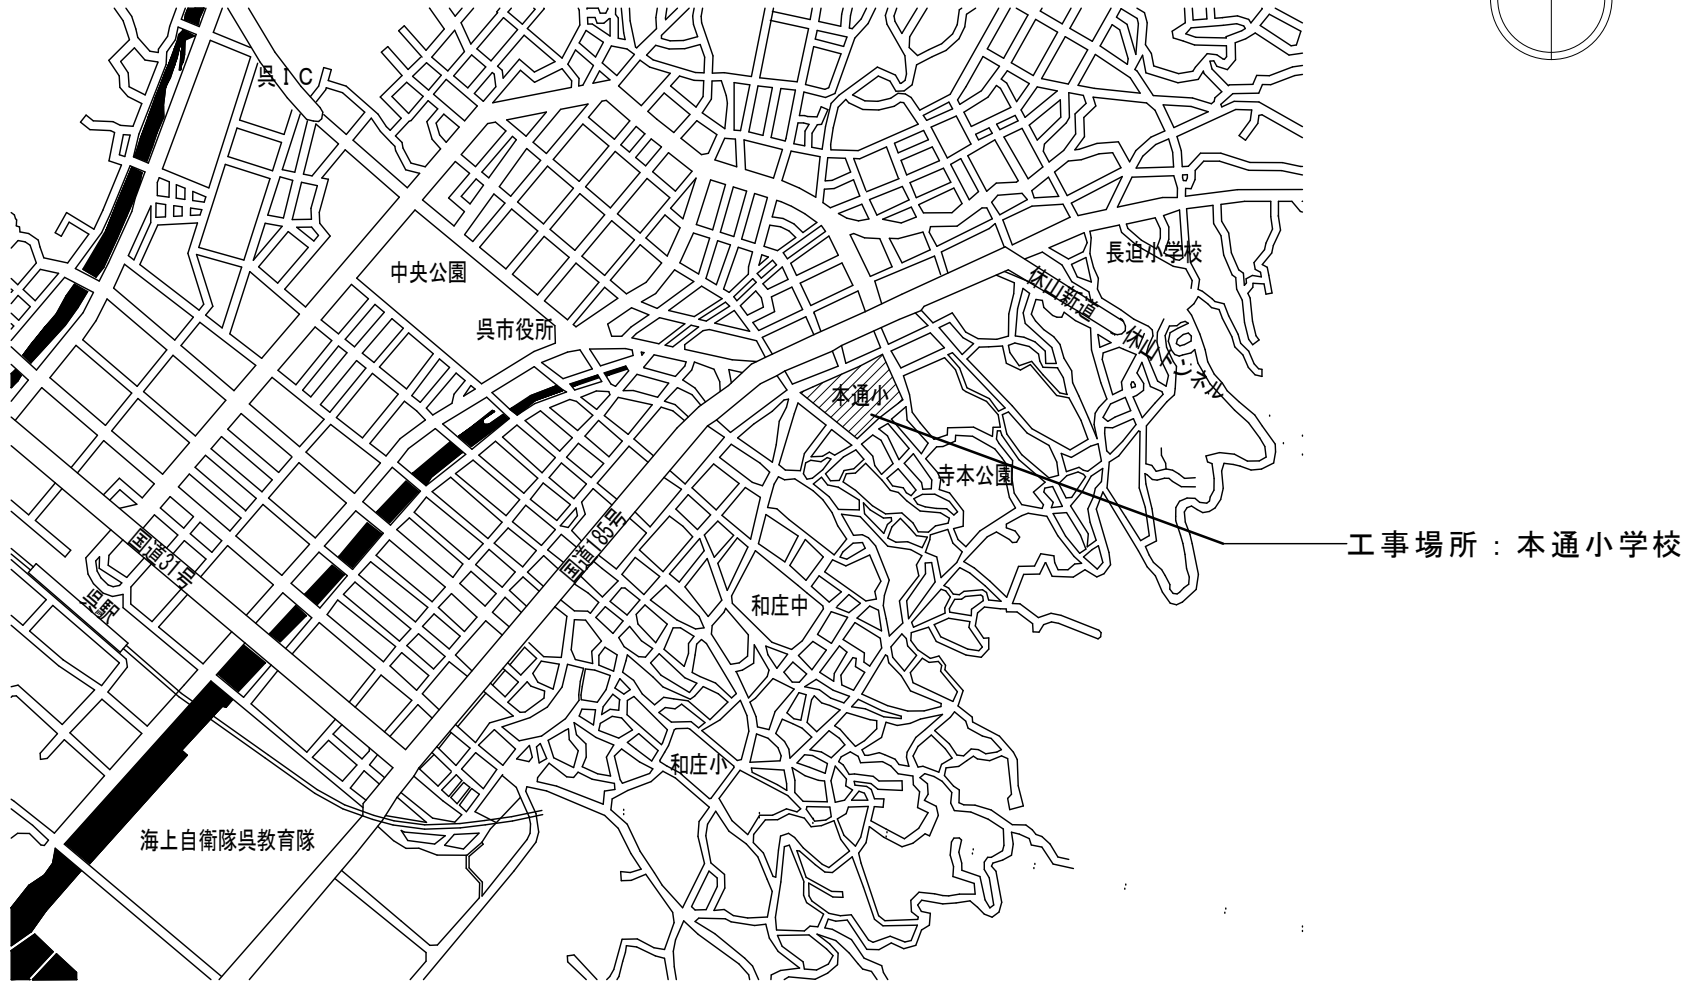 呉ＩＣ
長迫小学校
中央公園
休山新道
呉市役所
休山トンネル
本通小
寺本公園
国道185号
工事場所：本通小学校
国道31号
呉駅
和庄中
和庄小
海上自衛隊呉教育隊